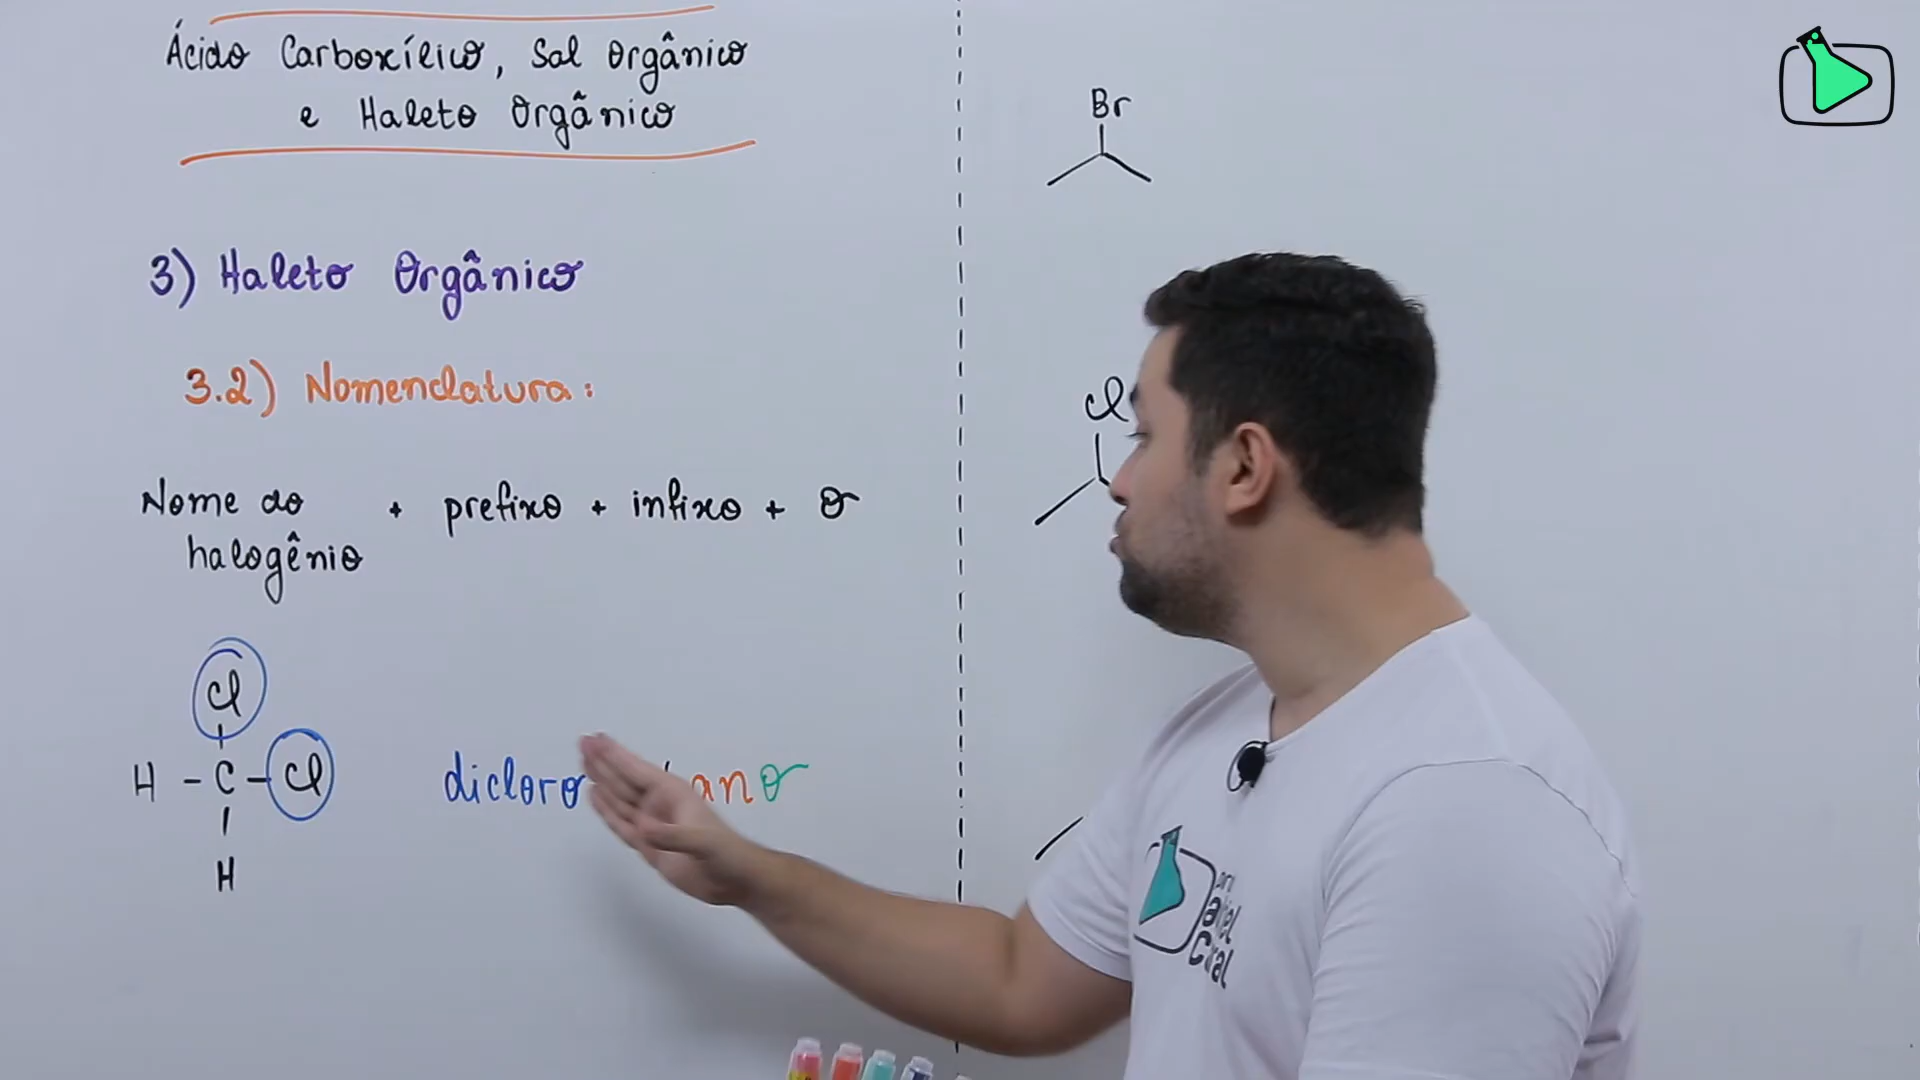 Ácido Carboxílico, Sal Orgânico
e Haleto Orgânico
3) Haleto Orgânico
3.2) Nomenclatura:
Nome do halogênio + prefixo + infixo + o
Cl
H - C - Cl
H
dicloro ano
Br
Cl